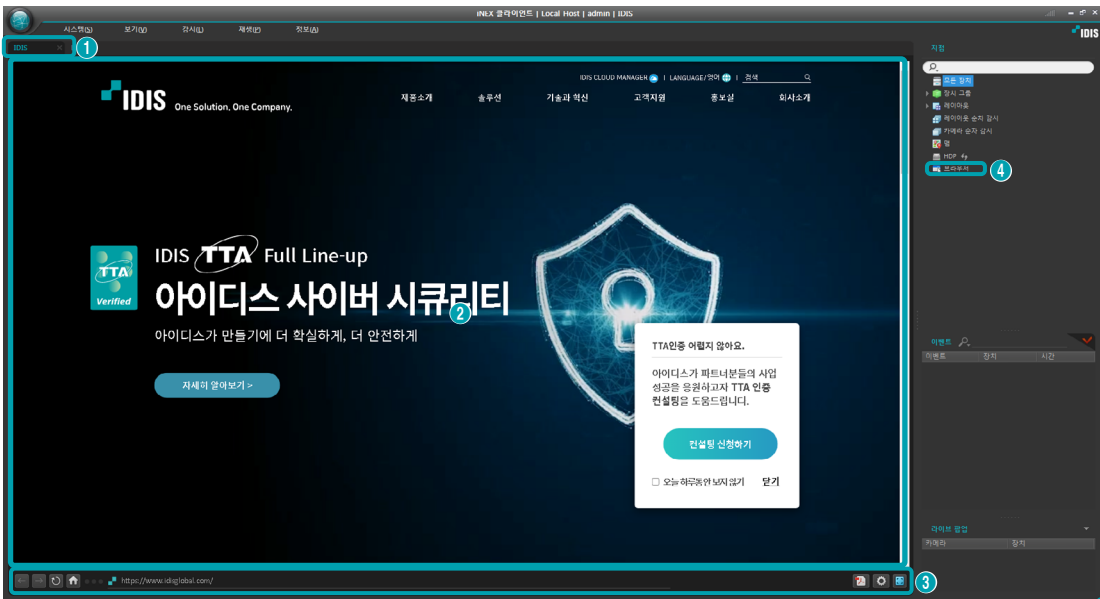 iNEX 클라이언트 | Local Host | admin | IDIS
시스템(S) 보기(V) 감시(L) 재생(P) 정보(A)
IDIS
IDIS
1
지점
IDIS CLOUD MANAGER | LANGUAGE/언어 | 검색
IDIS One Solution. One Company.
제품소개 솔루션 기술과 혁신 고객지원 홍보실 회사소개
모든 장치
장치 그룹
레이아웃
레이아웃 순차 감시
카메라 순차 감시
맵
HDP
브라우저
4
TTA
Verified
IDIS TTA Full Line-up
아이디스 사이버 시큐리티
2
아이디스가 만들기에 더 확실하게, 더 안전하게
자세히 알아보기 >
TTA인증 어렵지 않아요.
아이디스가 파트너분들의 사업
성공을 응원하고자 TTA 인증
컨설팅을 도움드립니다.
컨설팅 신청하기
오늘 하루동안 보지 않기 닫기
이벤트
이벤트 장치 시간
라이브 팝업
카메라 장치
https://www.idisglobal.com/
3